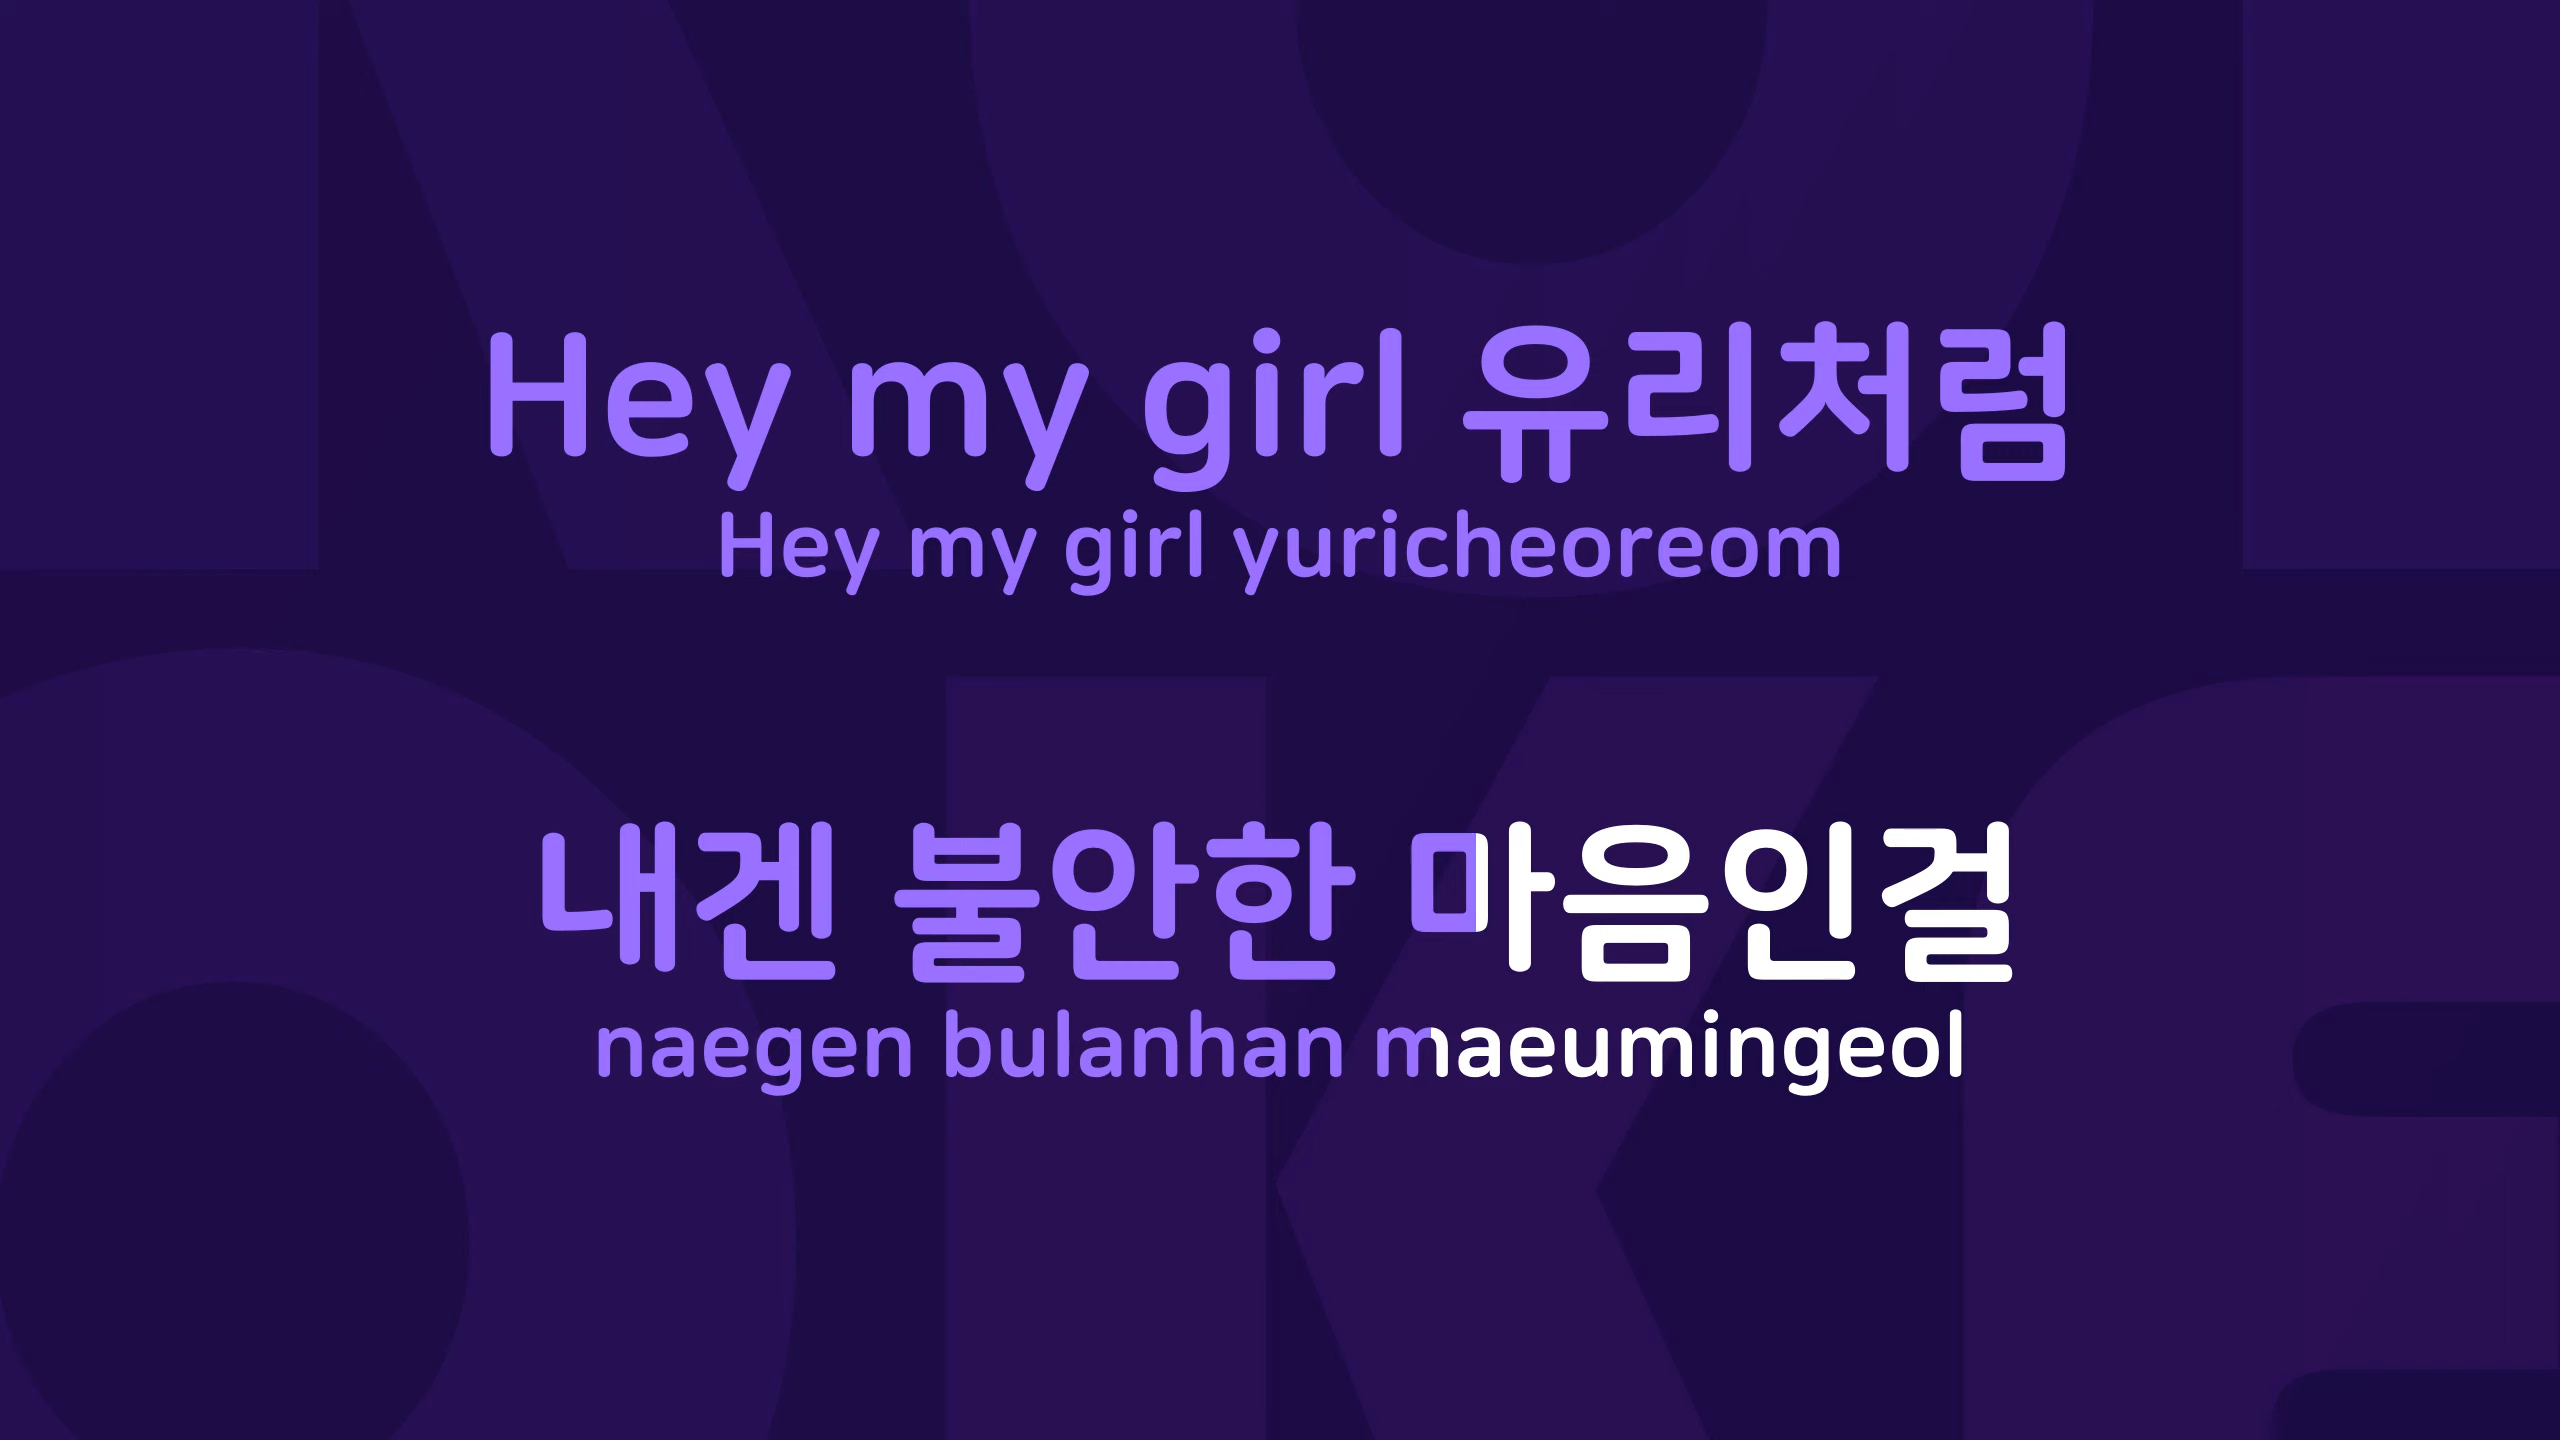 Hey my girl 유리처럼
Hey my girl yuricheoreom
내겐 불안한 마음인걸
naegen bulanhan maeumingeol